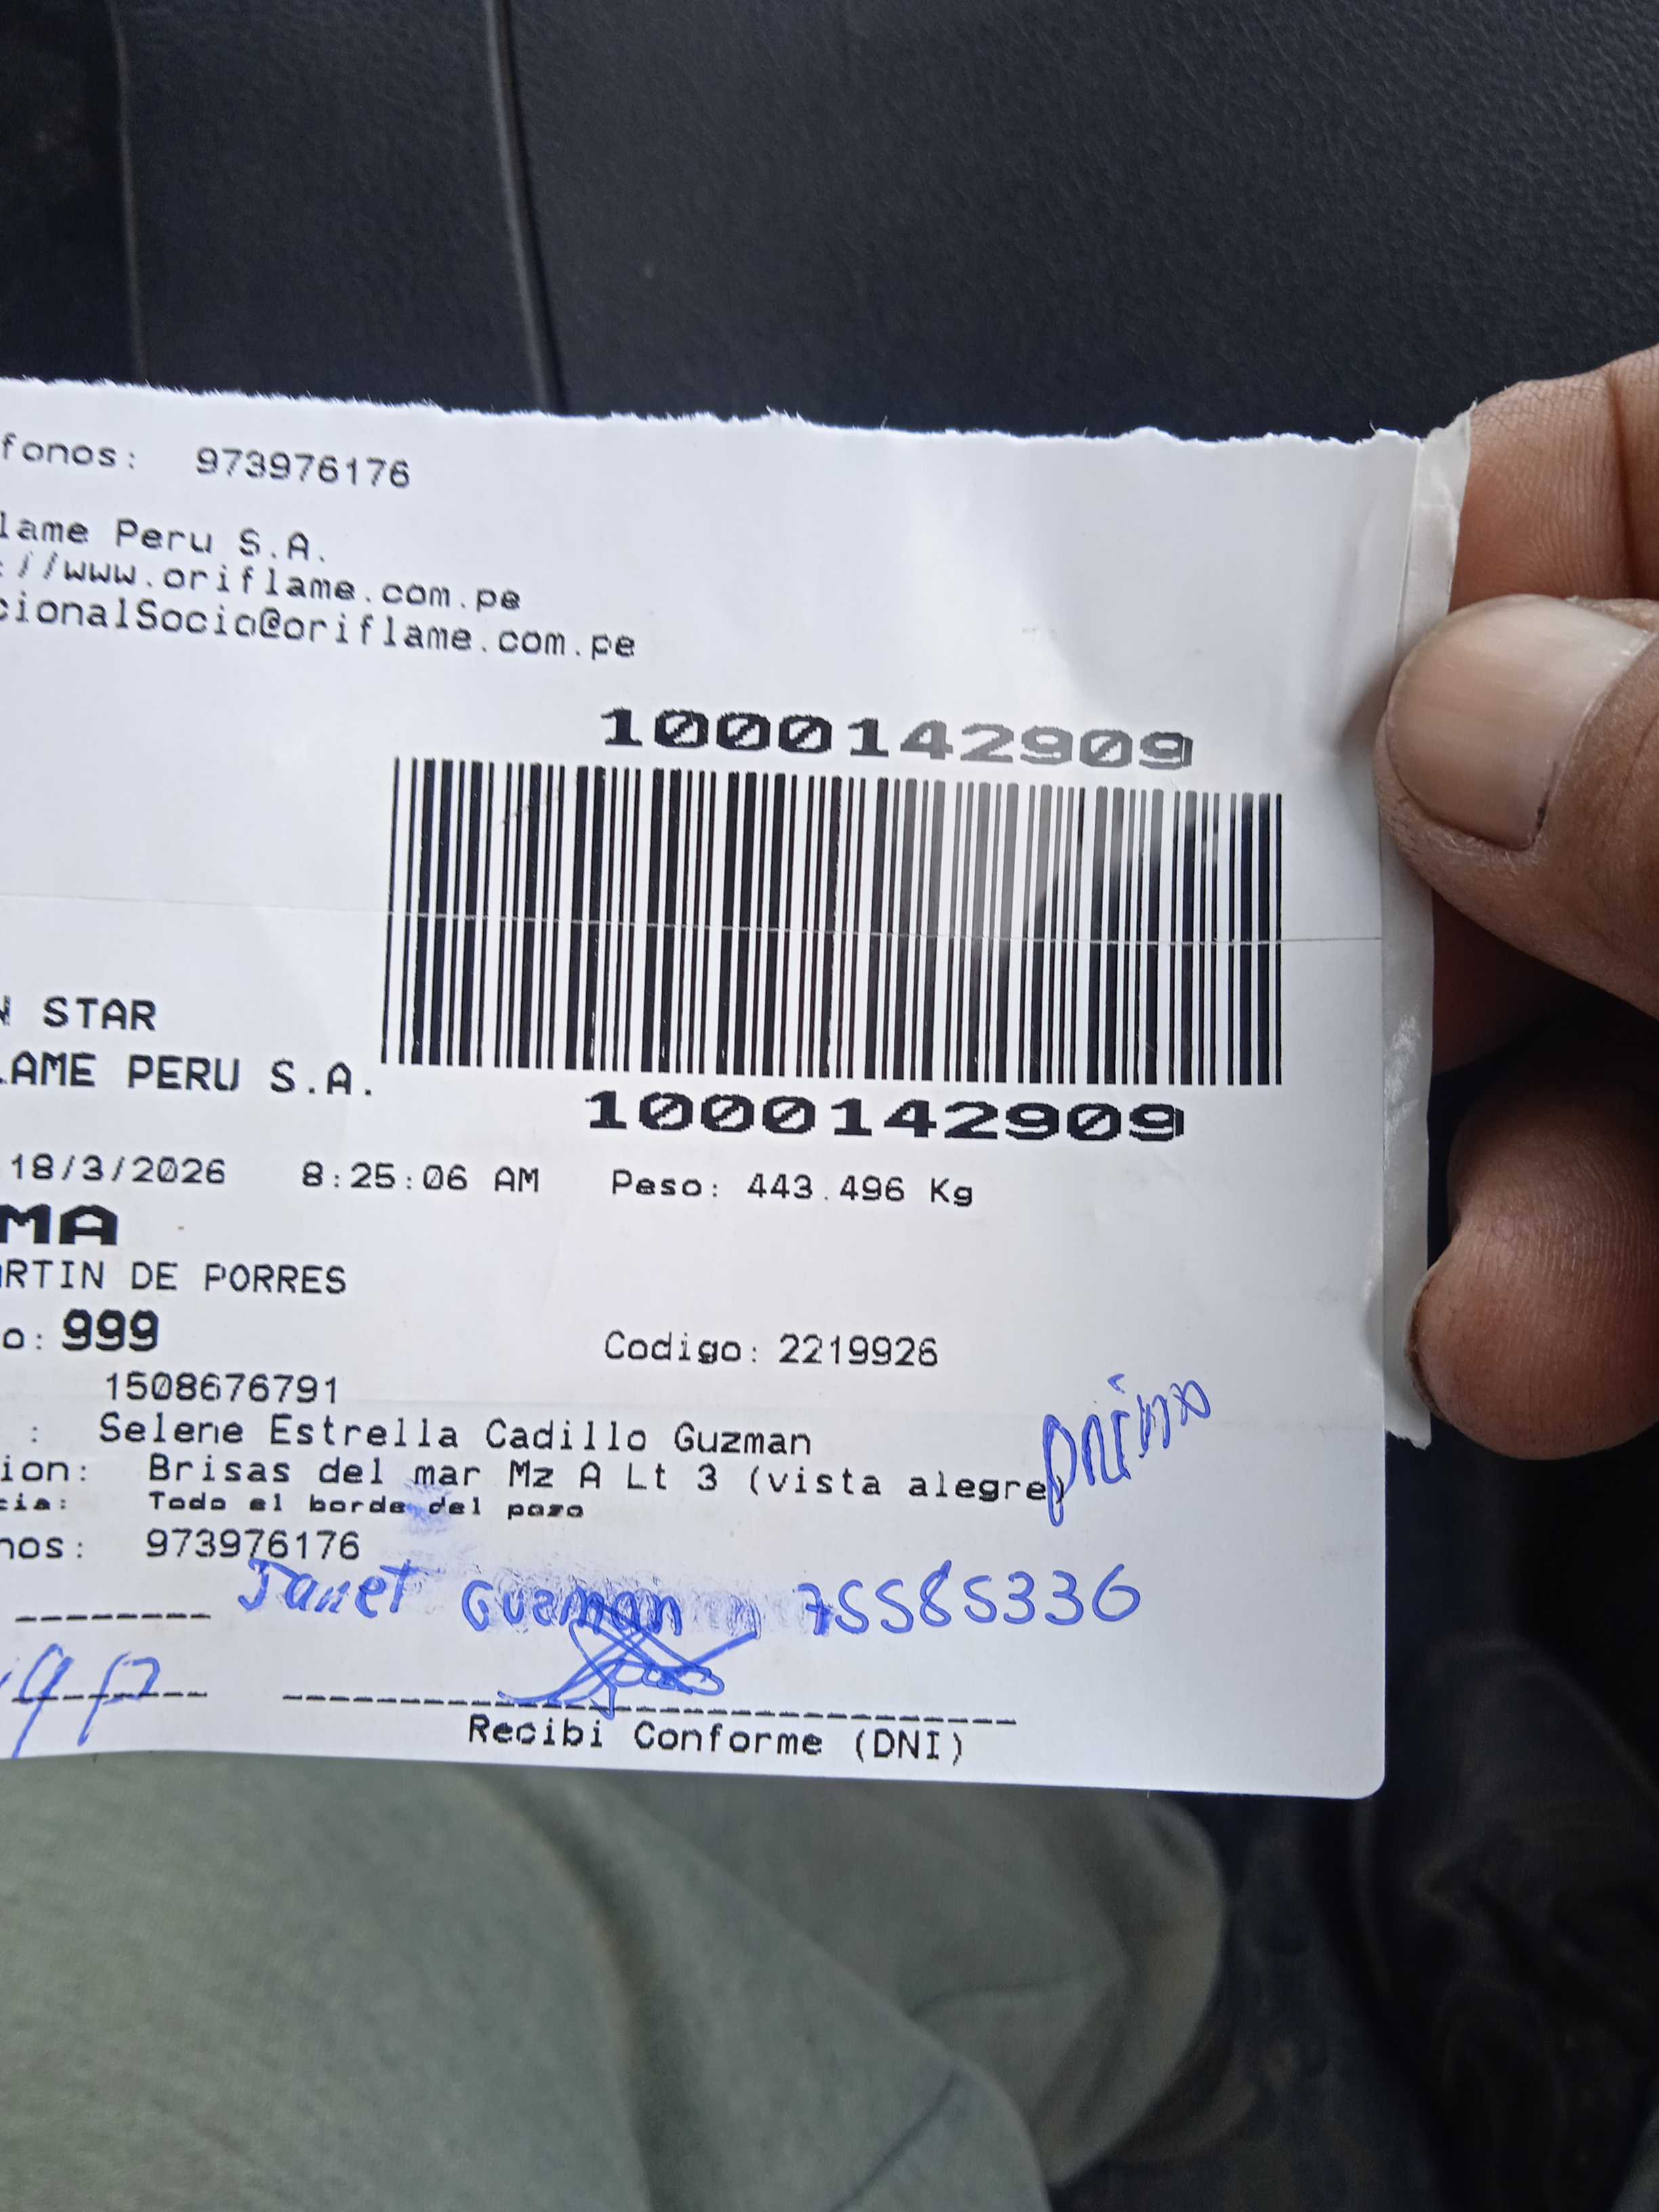 fonos: 973976176
lame Peru S.A.
://www.oriflame.com.pe
cionalSocio@oriflame.com.pe
1000142909
1000142909
N STAR
LAME PERU S.A.
18/3/2026 8:25:06 AM Peso: 443.496 Kg
MA
ARTIN DE PORRES
o: 999 Codigo: 2219926
1508676791
: Selene Estrella Cadillo Guzman
ion: Brisas del mar Mz A Lt 3 (vista alegre)
primo
cia: Todo el borde del pozo
nos: 973976176
Janet Guzman 75585336
Recibi Conforme (DNI)